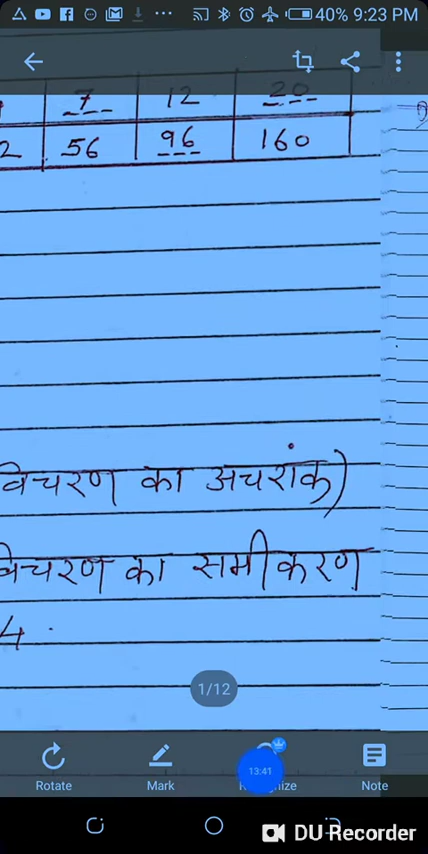 40% 9:23 PM
7 12 20
2 56 96 160
विचरण का अचरांक)
विचरण का समीकरण
4.
1/12
13:41
Rotate Mark Note
DU Recorder